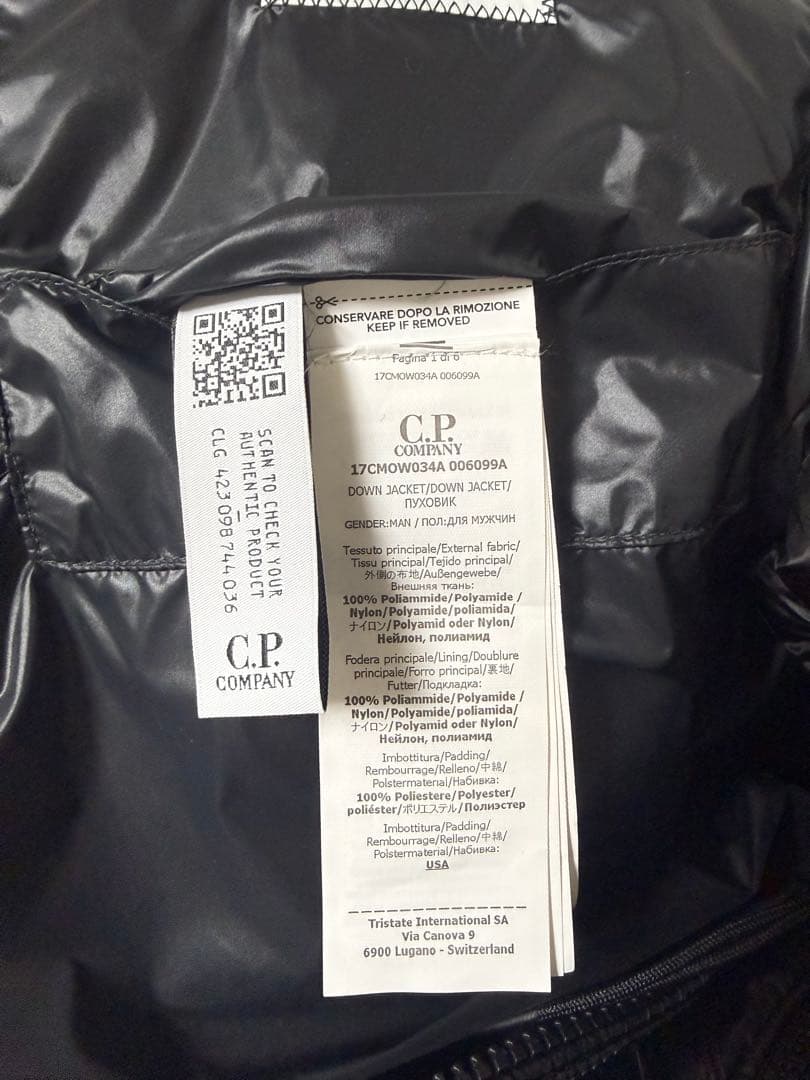 SCAN TO CHECK YOUR
AUTHENTIC PRODUCT
CLG 423098744036
C.P.
COMPANY
CONSERVARE DOPO LA RIMOZIONE
KEEP IF REMOVED
Pagina 1 di 6
17CMOW034A 006099A
C.P.
COMPANY
17CMOW034A 006099A
DOWN JACKET/DOWN JACKET/
ПУХОВИК
GENDER:MAN / ПОЛ:ДЛЯ МУЖЧИН
Tessuto principale/External fabric/
Tissu principal/Tejido principal/
外側の布地/Außengewebe/
Внешняя ткань:
100% Poliammide/Polyamide /
Nylon/Polyamide/poliamida/
ナイロン/Polyamid oder Nylon/
Нейлон, полиамид
Fodera principale/Lining/Doublure
principale/Forro principal/裏地/
Futter/Подкладка:
100% Poliammide/Polyamide /
Nylon/Polyamide/poliamida/
ナイロン/Polyamid oder Nylon/
Нейлон, полиамид
Imbottitura/Padding/
Rembourrage/Relleno/中綿/
Polstermaterial/Набивка:
100% Poliestere/Polyester/
poliéster/ポリエステル/Полиэстер
Imbottitura/Padding/
Rembourrage/Relleno/中綿/
Polstermaterial/Набивка:
USA
Tristate International SA
Via Canova 9
6900 Lugano - Switzerland